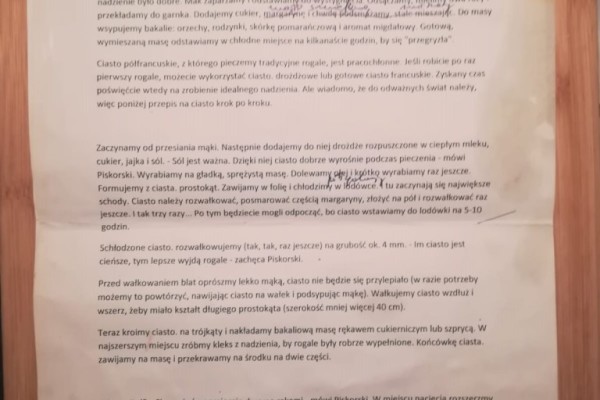 nadzienie było dobre. Mak zaparzamy i odstawiamy do
przekładamy do garnka. Dodajemy cukier, margarynę i chwilę podsmażamy, stale mieszając. Do masy
wsypujemy bakalie: orzechy, rodzynki, skórkę pomarańczową i aromat migdałowy. Gotową,
wymieszaną masę odstawiamy w chłodne miejsce na kilkanaście godzin, by się "przegryzła".
Ciasto półfrancuskie, z którego pieczemy tradycyjne rogale, jest pracochłonne. Jeśli robicie po raz
pierwszy rogale, możecie wykorzystać ciasto. drożdżowe lub gotowe ciasto francuskie. Zyskany czas
poświęćcie wtedy na zrobienie idealnego nadzienia. Ale wiadomo, że do odważnych świat należy,
więc poniżej przepis na ciasto krok po kroku.
Zaczynamy od przesiania mąki. Następnie dodajemy do niej drożdże rozpuszczone w ciepłym mleku,
cukier, jajka i sól. - Sól jest ważna. Dzięki niej ciasto dobrze wyrośnie podczas pieczenia - mówi
Piskorski. Wyrabiamy na gładką, sprężystą masę. Dolewamy olej i krótko wyrabiamy raz jeszcze.
Formujemy z ciasta. prostokąt. Zawijamy w folię i chłodzimy w lodówce. I tu zaczynają się największe
schody. Ciasto należy rozwałkować, posmarować częścią margaryny, złożyć na pół i rozwałkować raz
jeszcze. I tak trzy razy... Po tym będziecie mogli odpocząć, bo ciasto wstawiamy do lodówki na 5-10
godzin.
Schłodzone ciasto. rozwałkowujemy (tak, tak, raz jeszcze) na grubość ok. 4 mm. - Im ciasto jest
cieńsze, tym lepsze wyjdą rogale - zachęca Piskorski.
Przed wałkowaniem blat oprószmy lekko mąką, ciasto nie będzie się przylepiało (w razie potrzeby
możemy to powtórzyć, nawijając ciasto na wałek i podsypując mąkę). Wałkujemy ciasto wzdłuż i
wszerz, żeby miało kształt długiego prostokąta (szerokość mniej więcej 40 cm).
Teraz kroimy ciasto. na trójkąty i nakładamy bakaliową masę rękawem cukierniczym lub szprycą. W
najszerszym miejscu zróbmy kleks z nadzienia, by rogale były robrze wypełnione. Końcówkę ciasta.
zawijamy na masę i przekrawamy na środku na dwie części.
mówi Piskorski. W miejscu nacięcia rozszerzmy